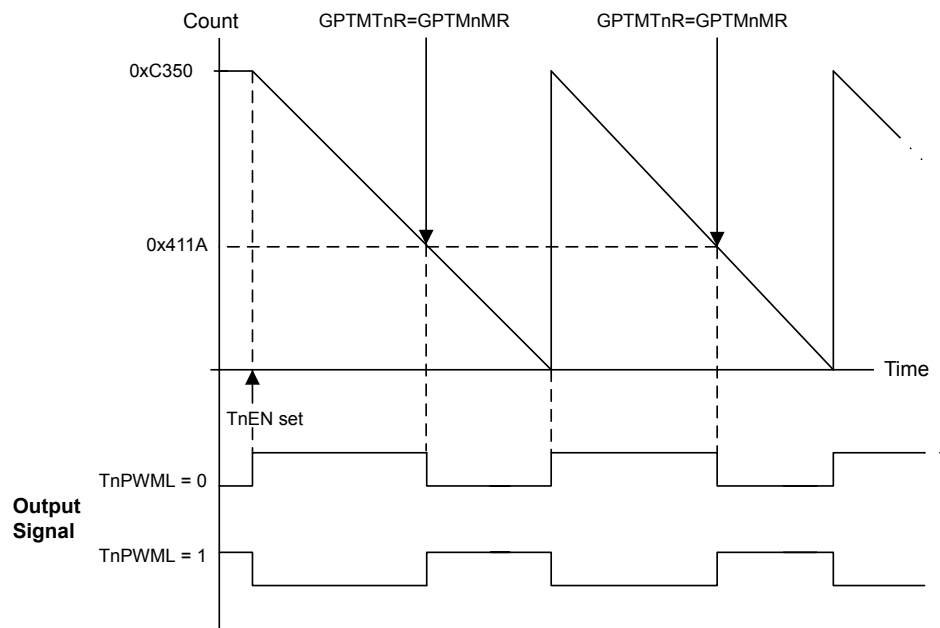 Count
GPTMTnR=GPTMnMR
GPTMTnR=GPTMnMR
0xC350
0x411A
Time
TnEN set
TnPWML = 0
Output
Signal
TnPWML = 1